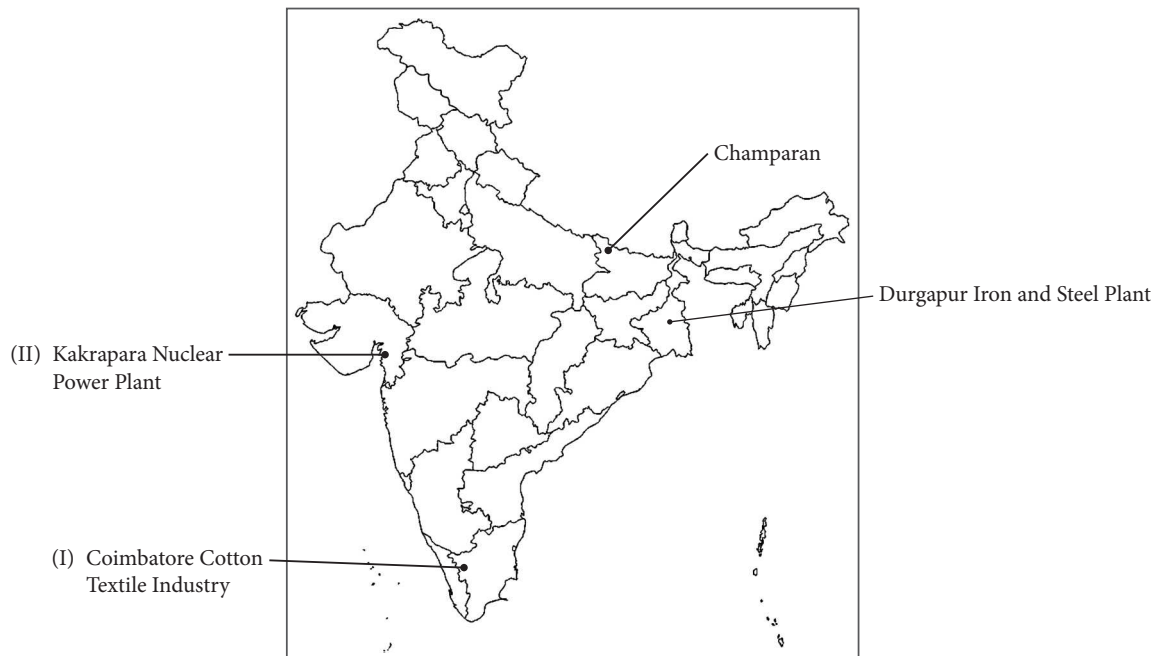 Champaran
Durgapur Iron and Steel Plant
(II) Kakrapara Nuclear
Power Plant
(I) Coimbatore Cotton
Textile Industry